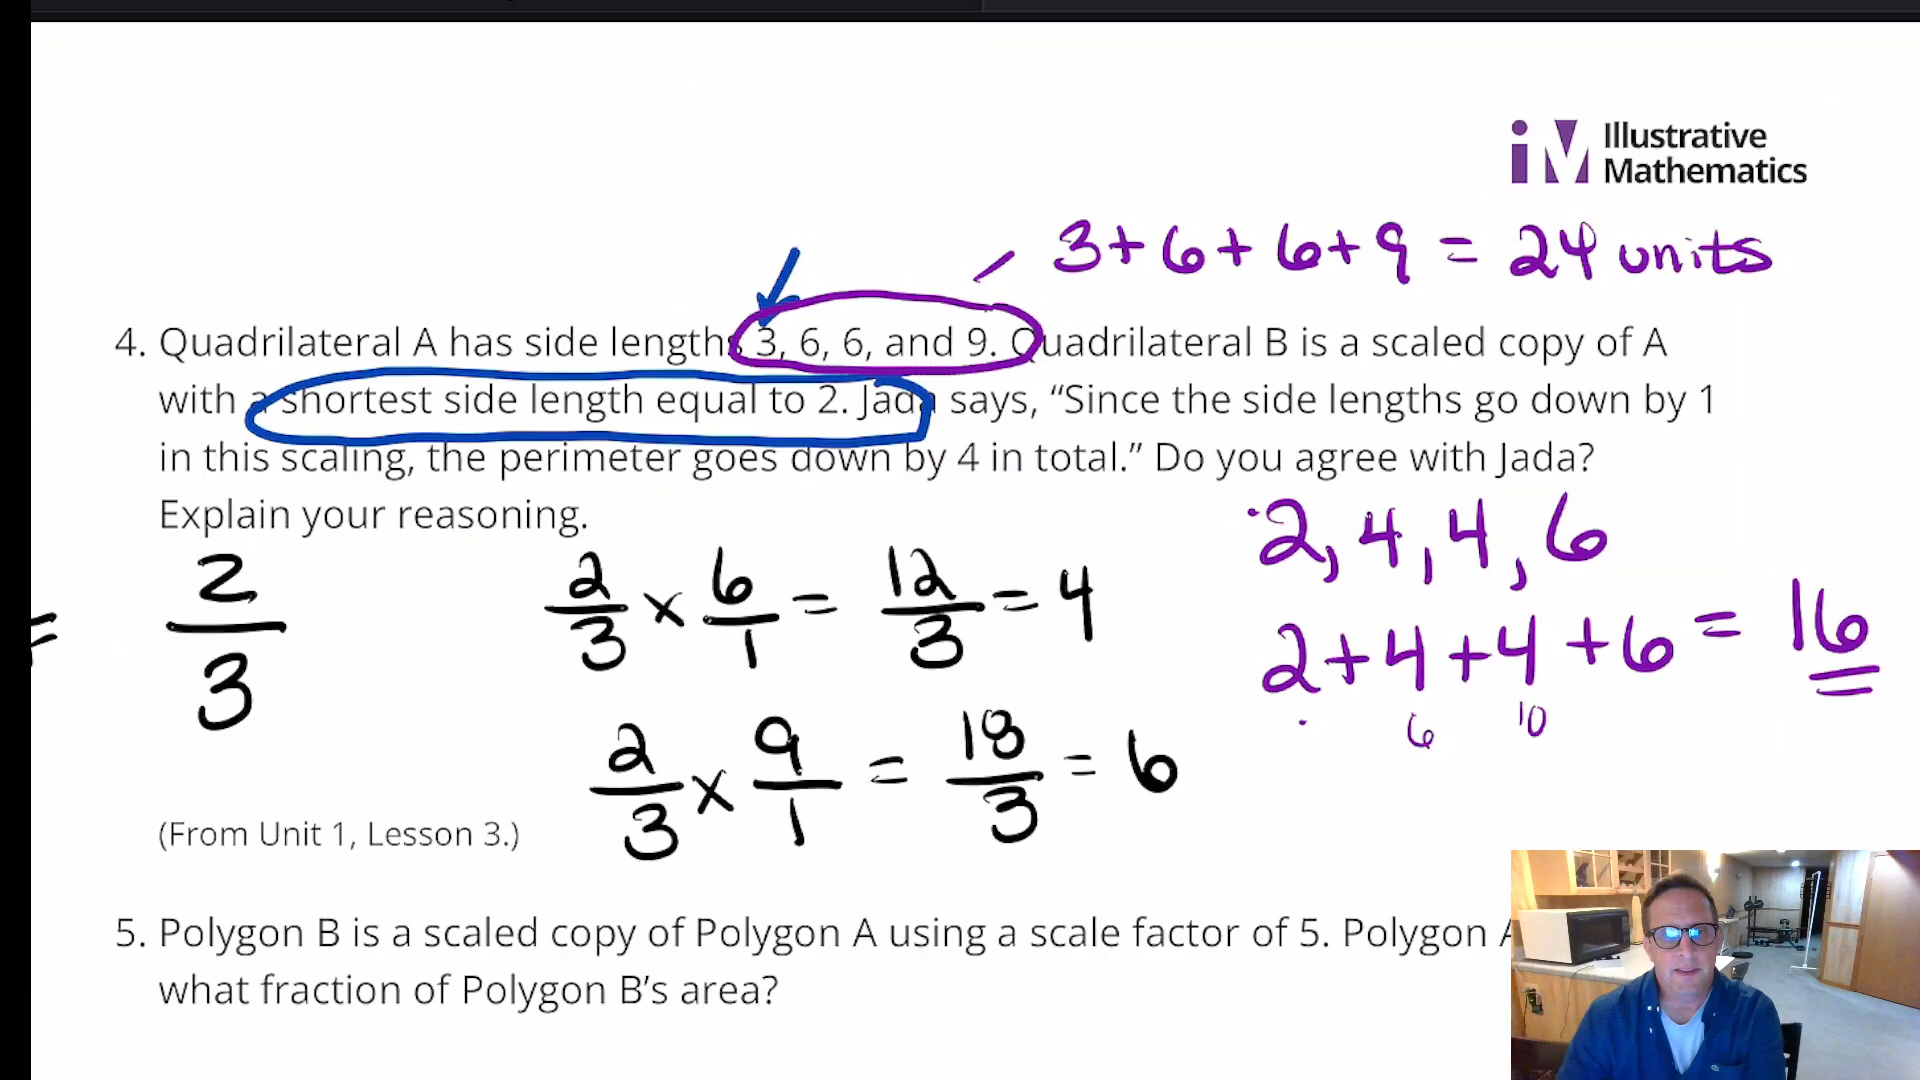 Illustrative
Mathematics
3+6+6+9 = 24 units
4. Quadrilateral A has side lengths 3, 6, 6, and 9. Quadrilateral B is a scaled copy of A
with a shortest side length equal to 2. Jada says, “Since the side lengths go down by 1
in this scaling, the perimeter goes down by 4 in total.” Do you agree with Jada?
Explain your reasoning.
2, 4, 4, 6
= 2/3
2/3 × 6/1 = 12/3 = 4
2+4+4+6 = 16
6 10
2/3 × 9/1 = 18/3 = 6
(From Unit 1, Lesson 3.)
5. Polygon B is a scaled copy of Polygon A using a scale factor of 5. Polygon A
what fraction of Polygon B’s area?